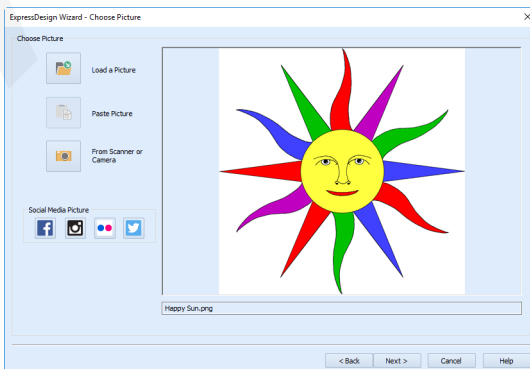 ExpressDesign Wizard - Choose Picture
Choose Picture
Load a Picture
Paste Picture
From Scanner or
Camera
Social Media Picture
Happy Sun.png
< Back
Next >
Cancel
Help